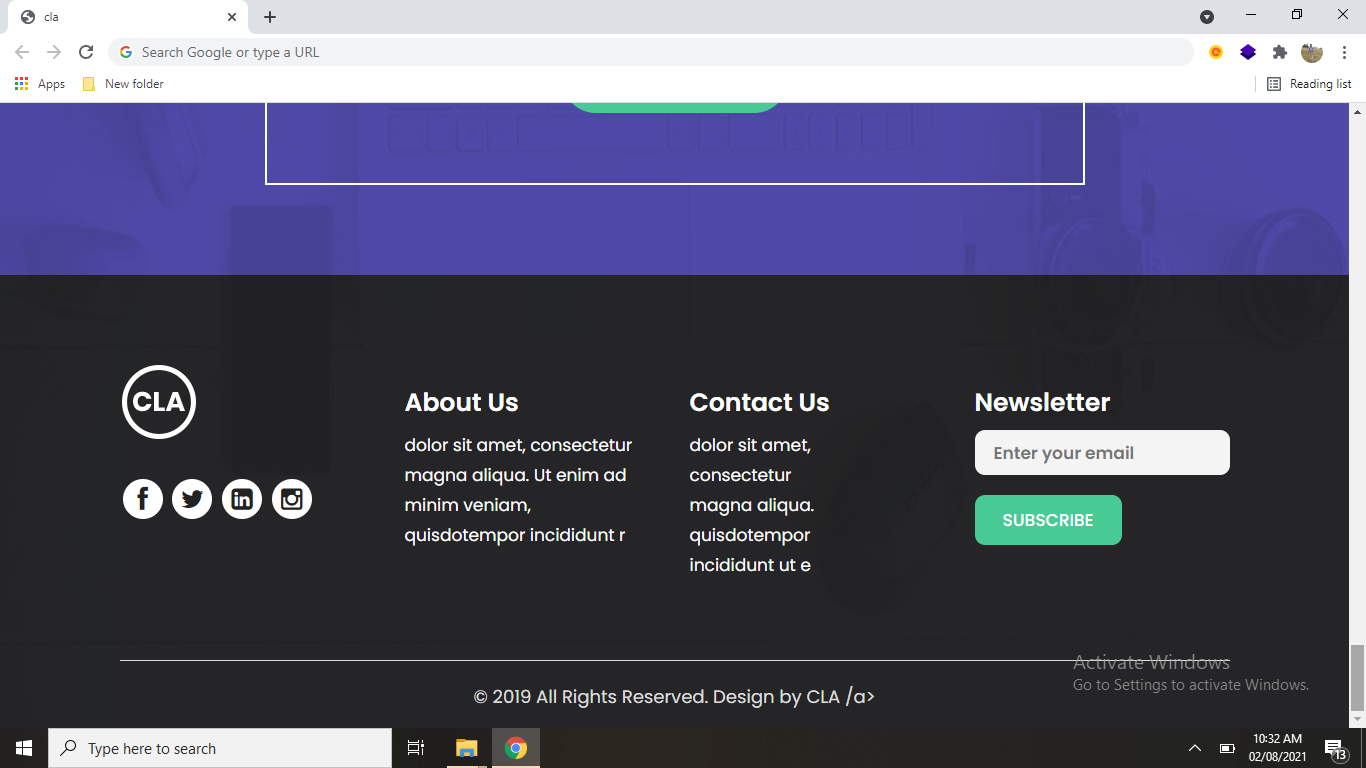 cla
Search Google or type a URL
Apps
New folder
Reading list
CLA
About Us
dolor sit amet, consectetur
magna aliqua. Ut enim ad
minim veniam,
quisdotempor incididunt r
Contact Us
dolor sit amet,
consectetur
magna aliqua.
quisdotempor
incididunt ut e
Newsletter
Enter your email
SUBSCRIBE
© 2019 All Rights Reserved. Design by CLA /a>
Activate Windows
Go to Settings to activate Windows.
Type here to search
10:32 AM
02/08/2021
13